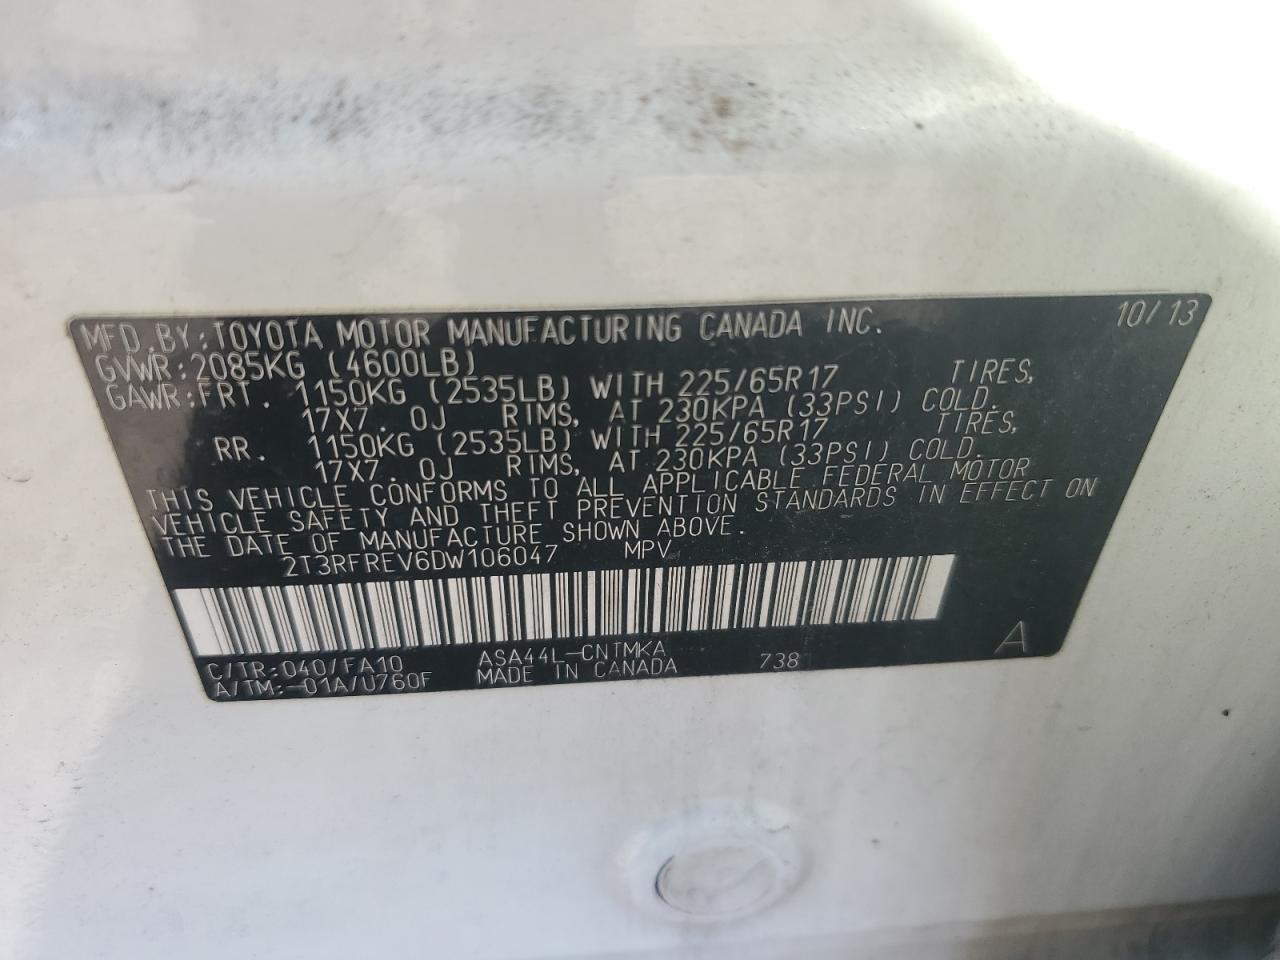 MFD.BY:TOYOTA MOTOR MANUFACTURING CANADA INC. 10/13
GVWR:2085KG (4600LB)
GAWR:FRT. 1150KG (2535LB) WITH 225/65R17 TIRES,
17X7.0J RIMS, AT 230KPA (33PSI) COLD.
RR. 1150KG (2535LB) WITH 225/65R17 TIRES,
17X7.0J RIMS, AT 230KPA (33PSI) COLD.
THIS VEHICLE CONFORMS TO ALL APPLICABLE FEDERAL MOTOR
VEHICLE SAFETY AND THEFT PREVENTION STANDARDS IN EFFECT ON
THE DATE OF MANUFACTURE SHOWN ABOVE.
2T3RFREV6DW106047 MPV
C/TR:040/FA10 ASA44L-CNTMKA 738 A
A/TM:-01A/U760F MADE IN CANADA